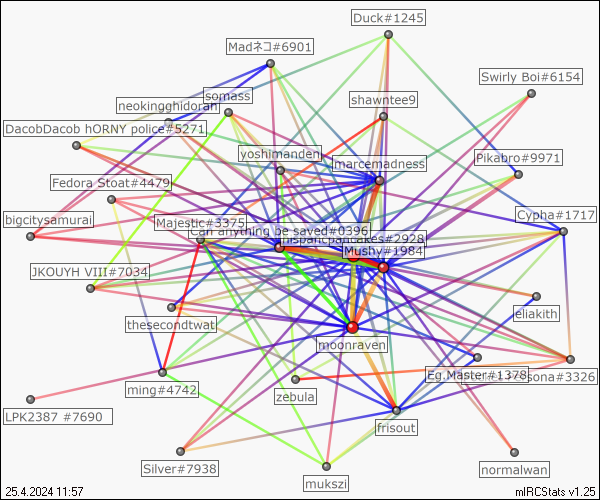 Duck#1245
Madネコ#6901
Swirly Boi#6154
somass
shawntee9
neokingghidorah
DacobDacob hORNY police#5271
yoshimanden
marcemadness
Pikabro#9971
Fedora Stoat#4479
bigcitysamurai
Majestic#3375
Cypha#1717
Can anything be saved#0396
hispanicpancakes#2928
Mushy#1984
JKOUYH VIII#7034
eliakith
thesecondtwat
moonraven
Eg.Master#1378
sona#3326
ming#4742
zebula
LPK2387 #7690
frisout
Silver#7938
normalwan
mukszi
25.4.2024 11:57
mIRCStats v1.25